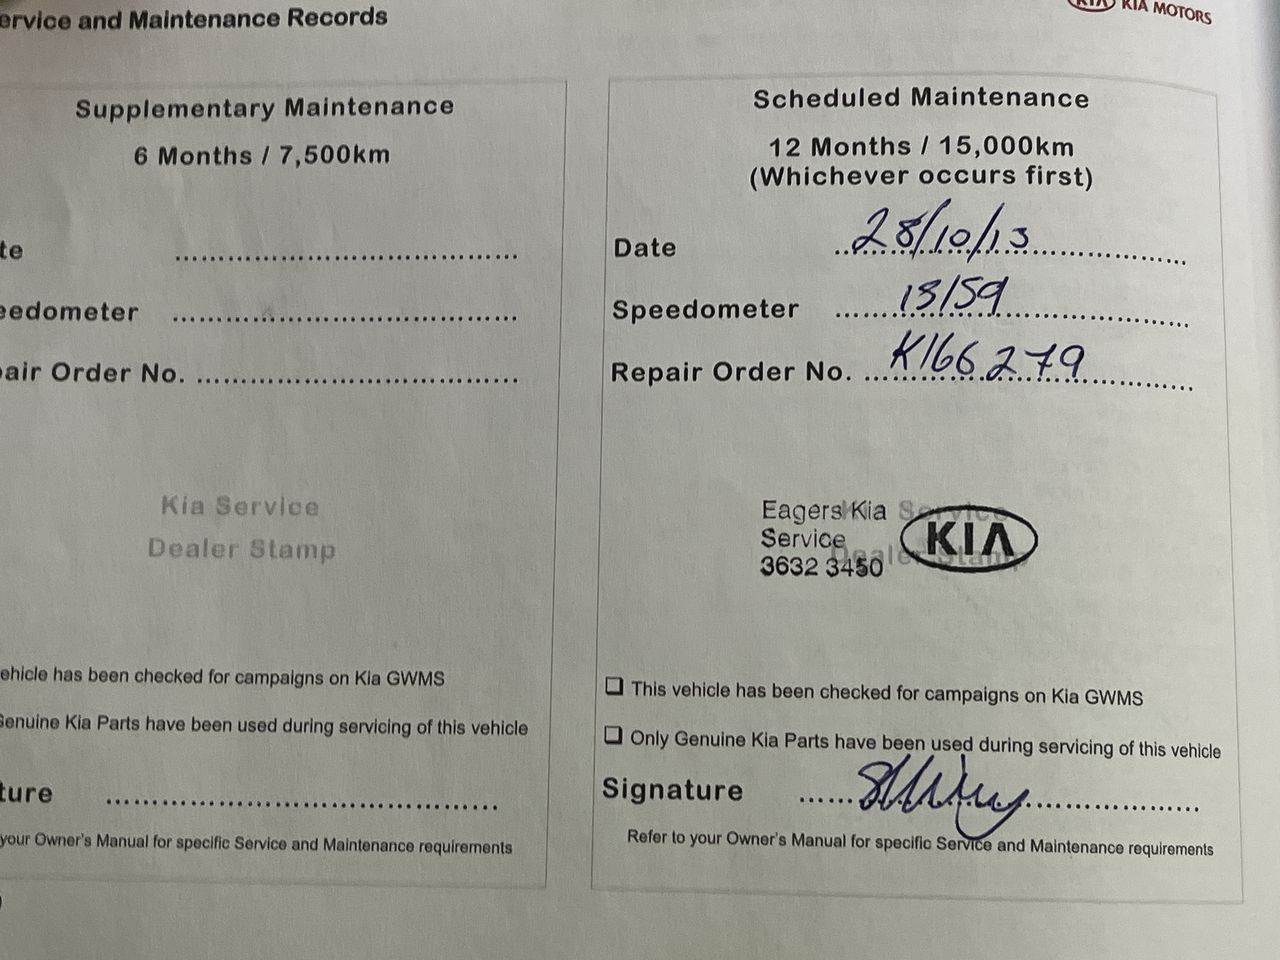 ervice and Maintenance Records
KIA KIA MOTORS
Supplementary Maintenance
6 Months / 7,500km
te ........................................
eedometer ........................................
air Order No. .....................................
Kia Service
Dealer Stamp
ehicle has been checked for campaigns on Kia GWMS
Genuine Kia Parts have been used during servicing of this vehicle
ture ........................................
your Owner's Manual for specific Service and Maintenance requirements
Scheduled Maintenance
12 Months / 15,000km
(Whichever occurs first)
Date 28/10/13
Speedometer 13159
Repair Order No. K166279
Kia Service
Dealer Stamp
Eagers Kia
Service
3632 3450
KIA
❑ This vehicle has been checked for campaigns on Kia GWMS
❑ Only Genuine Kia Parts have been used during servicing of this vehicle
Signature
Refer to your Owner's Manual for specific Service and Maintenance requirements